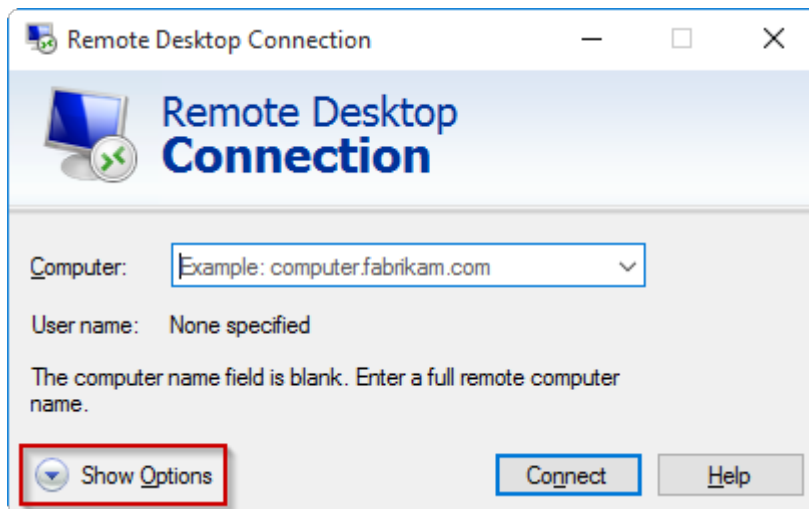 Remote Desktop Connection
Remote Desktop
Connection
Computer: Example: computer.fabrikam.com
User name: None specified
The computer name field is blank. Enter a full remote computer
name.
Show Options Connect Help